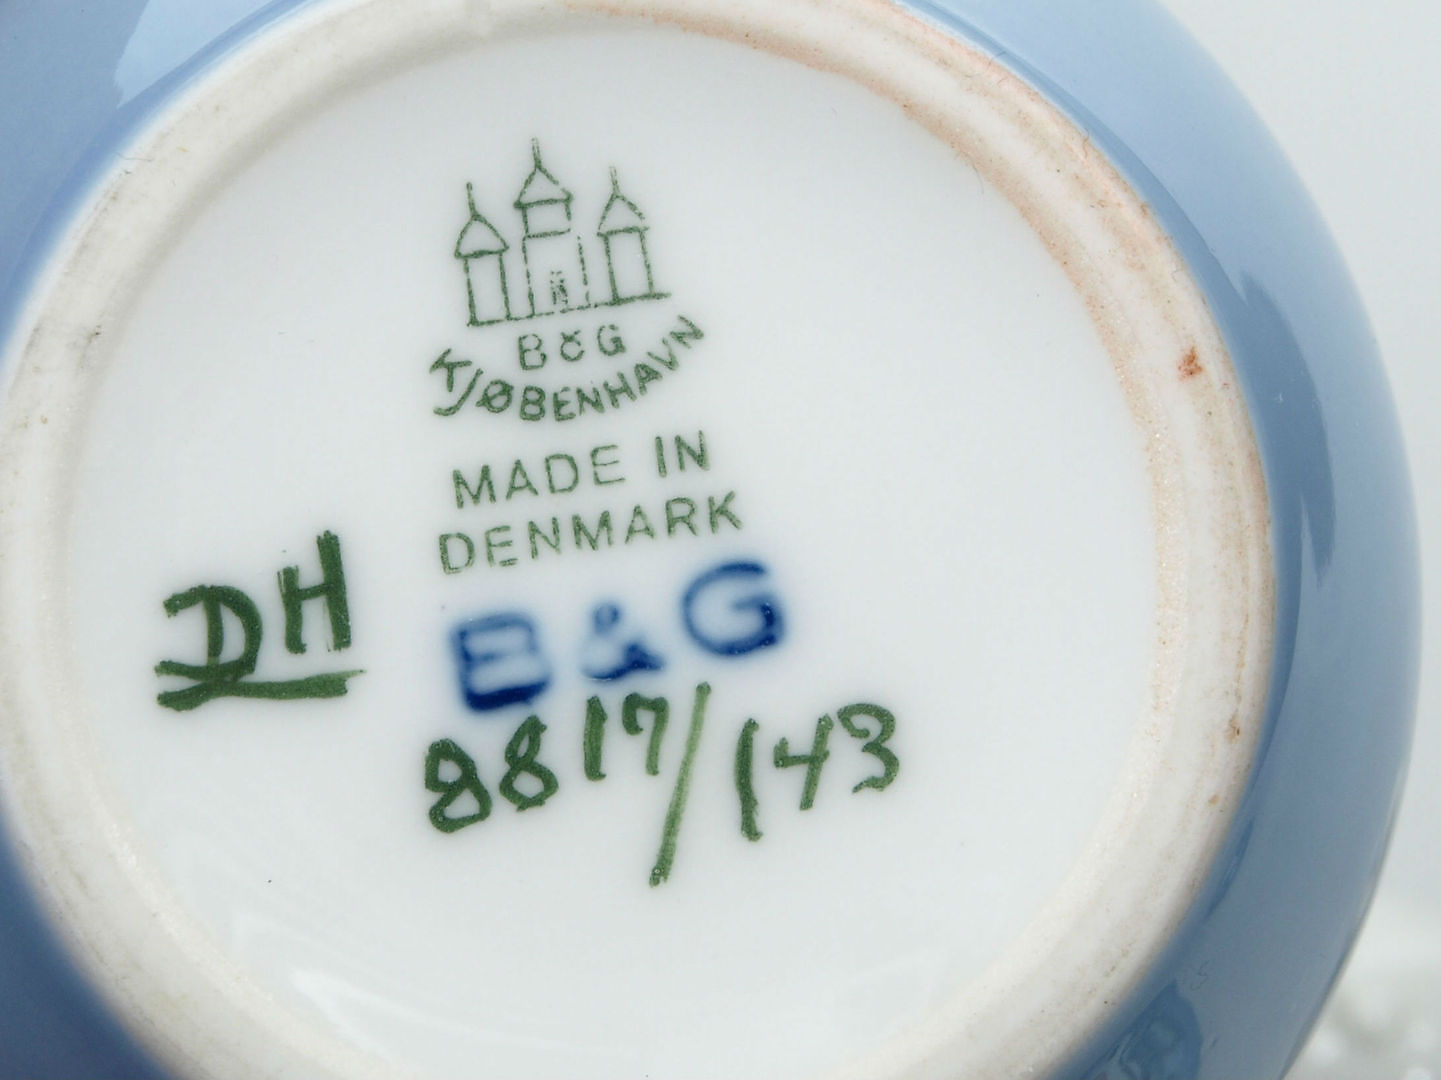 B&G
KJØBENHAVN
MADE IN
DENMARK
DH
B&G
8817/143